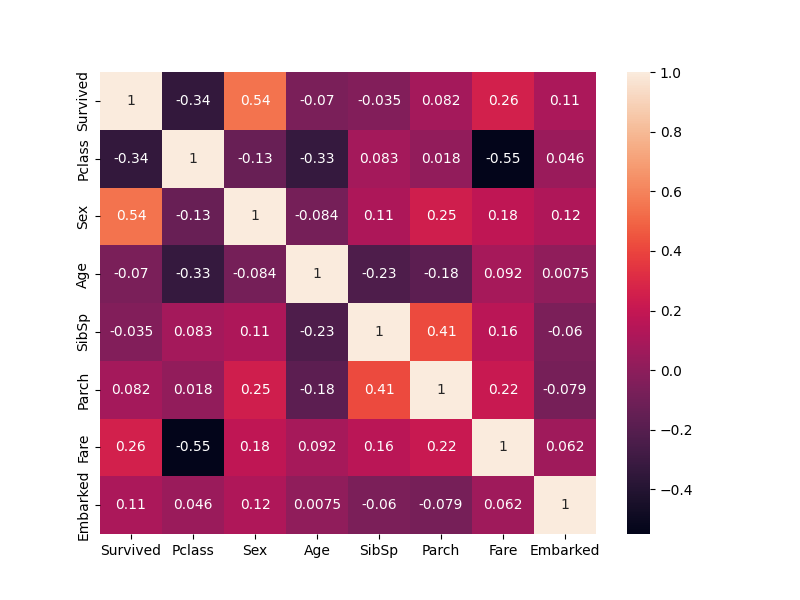 Survived 1 -0.34 0.54 -0.07 -0.035 0.082 0.26 0.11
Pclass -0.34 1 -0.13 -0.33 0.083 0.018 -0.55 0.046
Sex 0.54 -0.13 1 -0.084 0.11 0.25 0.18 0.12
Age -0.07 -0.33 -0.084 1 -0.23 -0.18 0.092 0.0075
SibSp -0.035 0.083 0.11 -0.23 1 0.41 0.16 -0.06
Parch 0.082 0.018 0.25 -0.18 0.41 1 0.22 -0.079
Fare 0.26 -0.55 0.18 0.092 0.16 0.22 1 0.062
Embarked 0.11 0.046 0.12 0.0075 -0.06 -0.079 0.062 1
Survived Pclass Sex Age SibSp Parch Fare Embarked
1.0
0.8
0.6
0.4
0.2
0.0
−0.2
−0.4